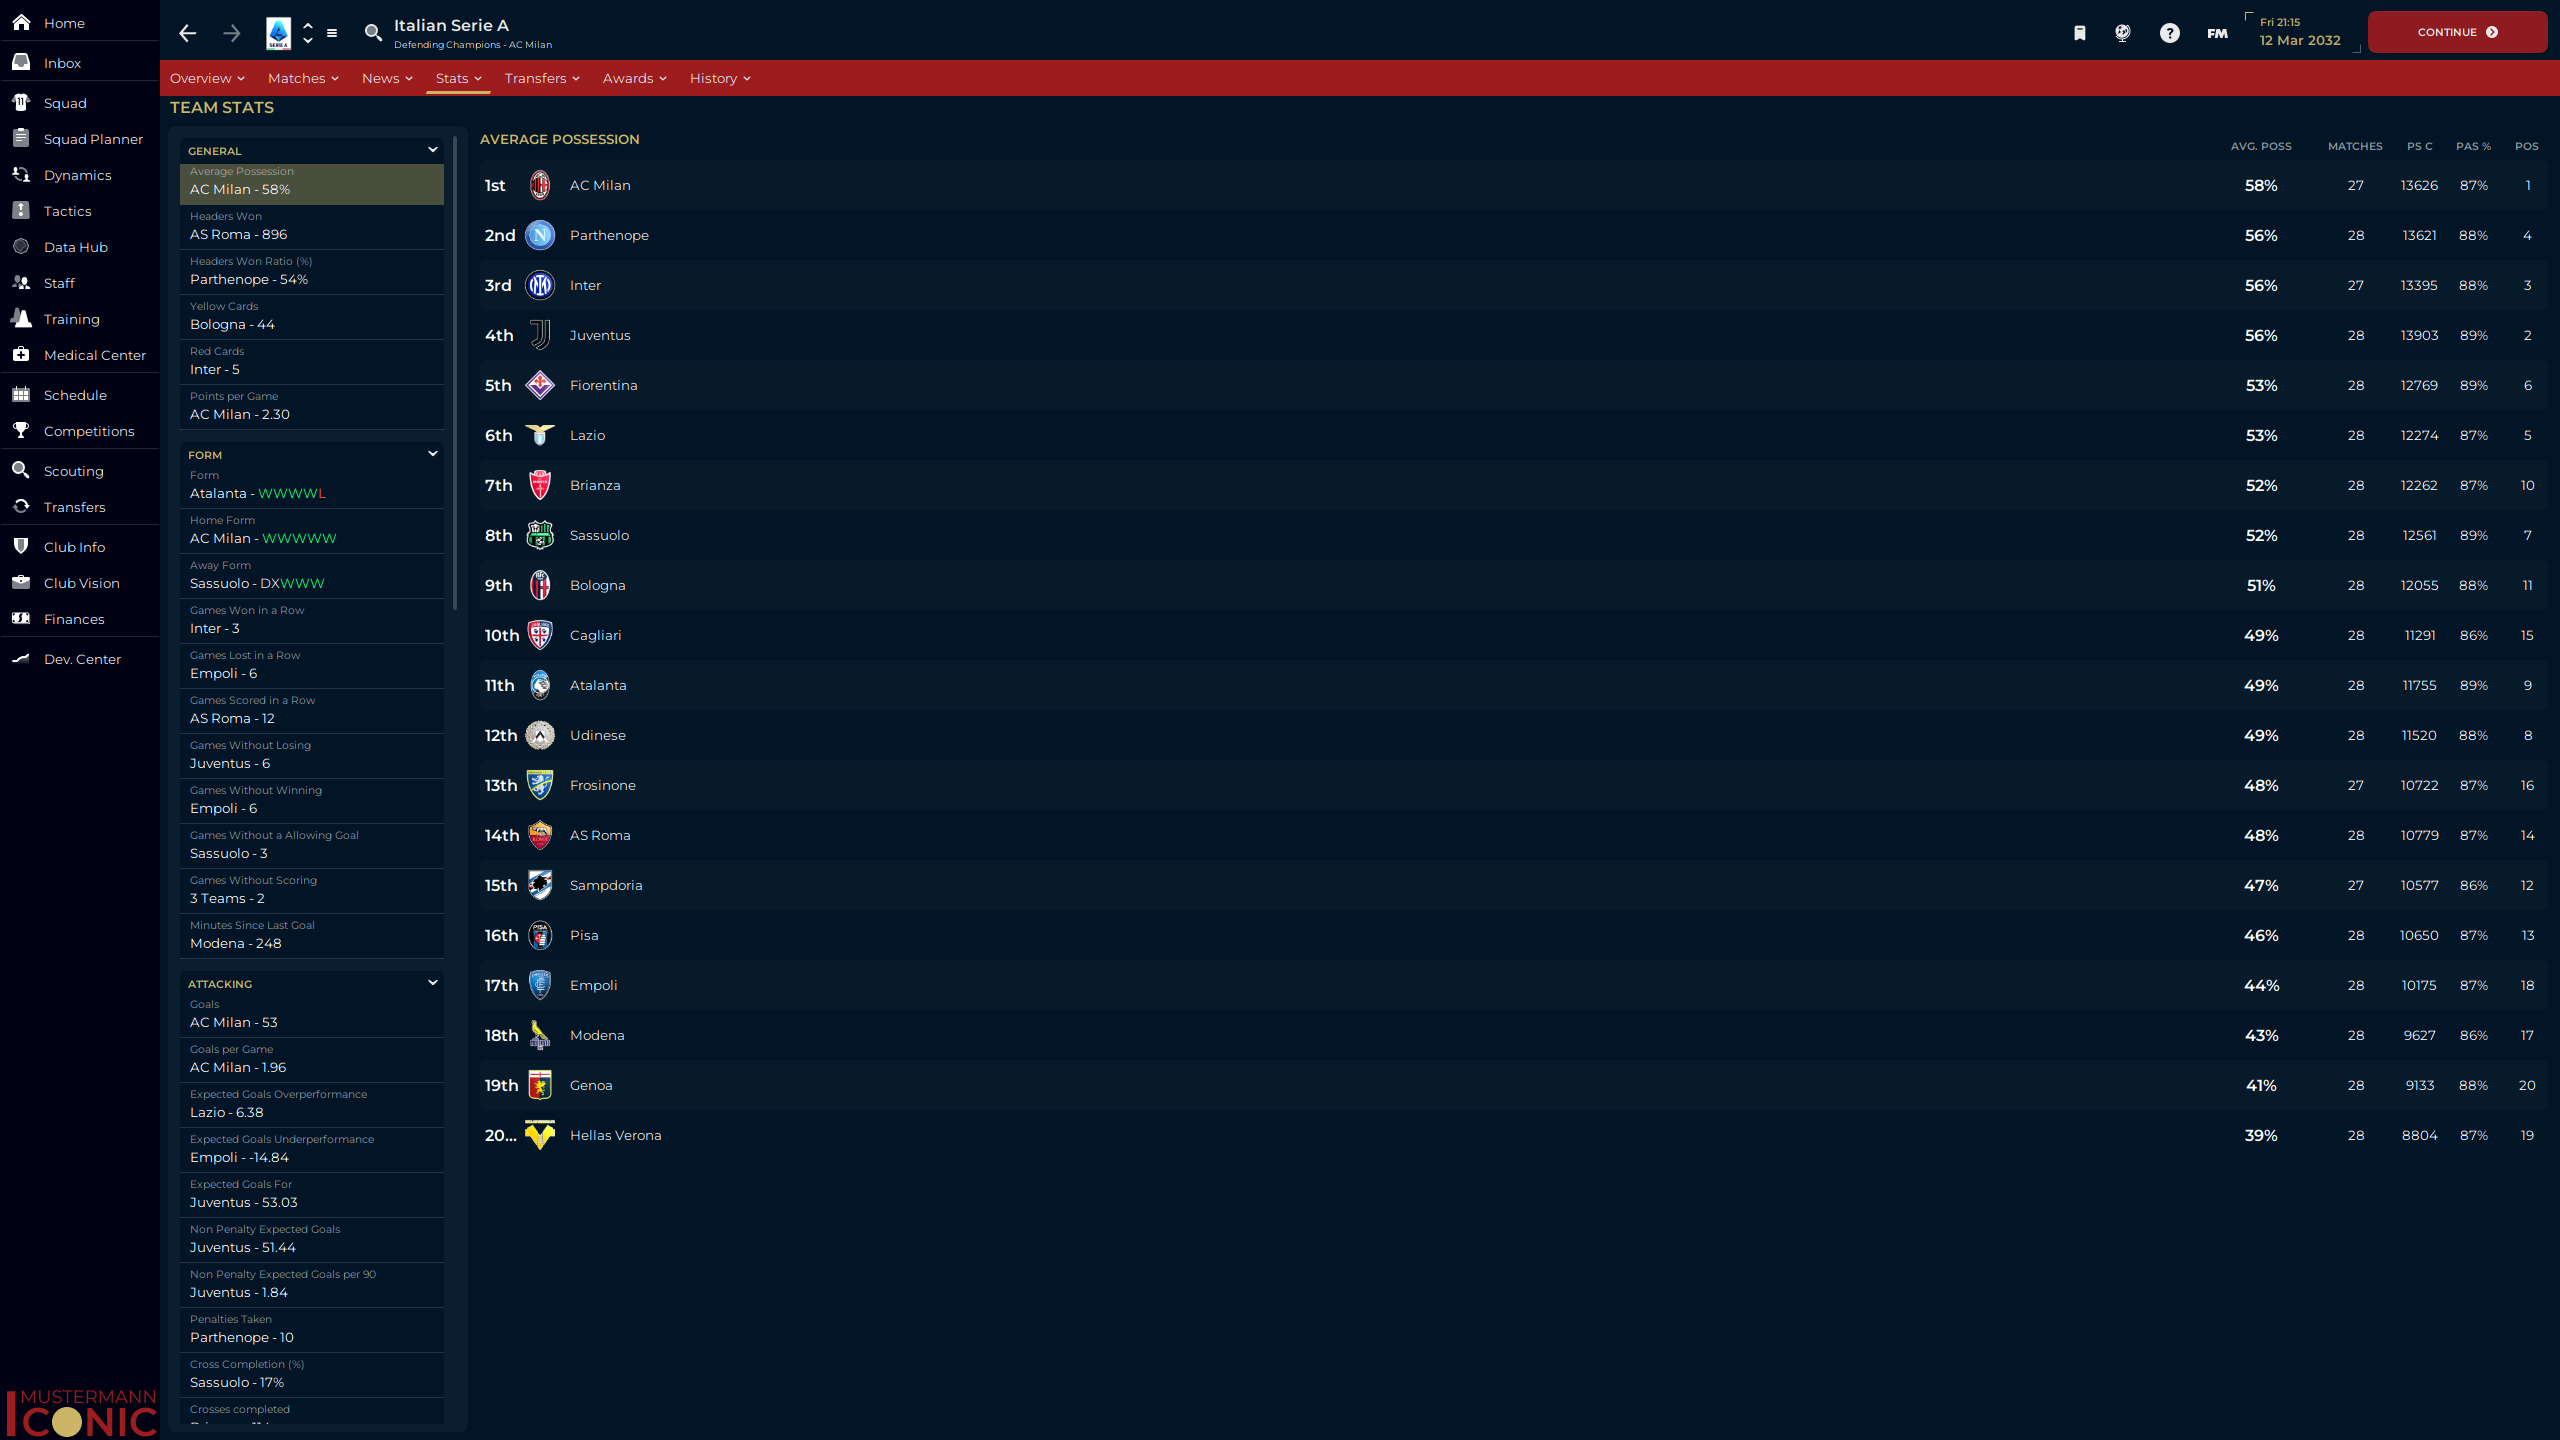 Home
Inbox
Squad
Squad Planner
Dynamics
Tactics
Data Hub
Staff
Training
Medical Center
Schedule
Competitions
Scouting
Transfers
Club Info
Club Vision
Finances
Dev. Center
MUSTERMANN
ICONIC
SERIE A
Italian Serie A
Defending Champions - AC Milan
FM
Fri 21:15
12 Mar 2032
CONTINUE
Overview Matches News Stats Transfers Awards History
TEAM STATS
GENERAL
Average Possession
AC Milan - 58%
Headers Won
AS Roma - 896
Headers Won Ratio (%)
Parthenope - 54%
Yellow Cards
Bologna - 44
Red Cards
Inter - 5
Points per Game
AC Milan - 2.30
FORM
Form
Atalanta - WWWWL
Home Form
AC Milan - WWWWW
Away Form
Sassuolo - DXWWW
Games Won in a Row
Inter - 3
Games Lost in a Row
Empoli - 6
Games Scored in a Row
AS Roma - 12
Games Without Losing
Juventus - 6
Games Without Winning
Empoli - 6
Games Without a Allowing Goal
Sassuolo - 3
Games Without Scoring
3 Teams - 2
Minutes Since Last Goal
Modena - 248
ATTACKING
Goals
AC Milan - 53
Goals per Game
AC Milan - 1.96
Expected Goals Overperformance
Lazio - 6.38
Expected Goals Underperformance
Empoli - -14.84
Expected Goals For
Juventus - 53.03
Non Penalty Expected Goals
Juventus - 51.44
Non Penalty Expected Goals per 90
Juventus - 1.84
Penalties Taken
Parthenope - 10
Cross Completion (%)
Sassuolo - 17%
Crosses completed
AVERAGE POSSESSION AVG. POSS MATCHES PS C PAS % POS
1st AC Milan 58% 27 13626 87% 1
2nd Parthenope 56% 28 13621 88% 4
3rd Inter 56% 27 13395 88% 3
4th Juventus 56% 28 13903 89% 2
5th Fiorentina 53% 28 12769 89% 6
6th Lazio 53% 28 12274 87% 5
7th Brianza 52% 28 12262 87% 10
8th Sassuolo 52% 28 12561 89% 7
9th Bologna 51% 28 12055 88% 11
10th Cagliari 49% 28 11291 86% 15
11th Atalanta 49% 28 11755 89% 9
12th Udinese 49% 28 11520 88% 8
13th Frosinone 48% 27 10722 87% 16
14th AS Roma 48% 28 10779 87% 14
15th Sampdoria 47% 27 10577 86% 12
16th Pisa 46% 28 10650 87% 13
17th Empoli 44% 28 10175 87% 18
18th Modena 43% 28 9627 86% 17
19th Genoa 41% 28 9133 88% 20
20... Hellas Verona 39% 28 8804 87% 19